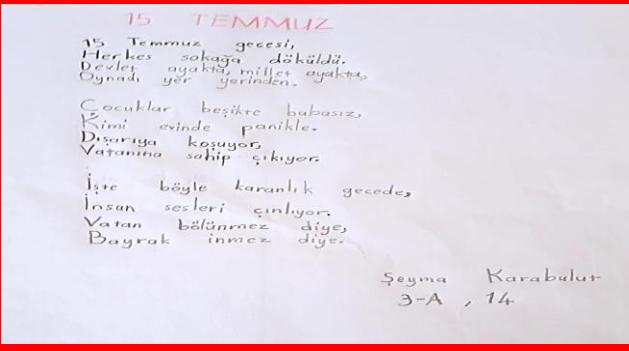 15 TEMMUZ
15 Temmuz gecesi,
Herkes sokağa döküldü.
Devlet ayakta, millet ayakta,
Oynadı yer yerinden.
Çocuklar beşikte babasız,
Kimi evinde panikle.
Dışarıya koşuyor,
Vatanına sahip çıkıyor.
İşte böyle karanlık gecede,
İnsan sesleri çınlıyor.
Vatan bölünmez diye,
Bayrak inmez diye.
Şeyma Karabulut
3-A , 14